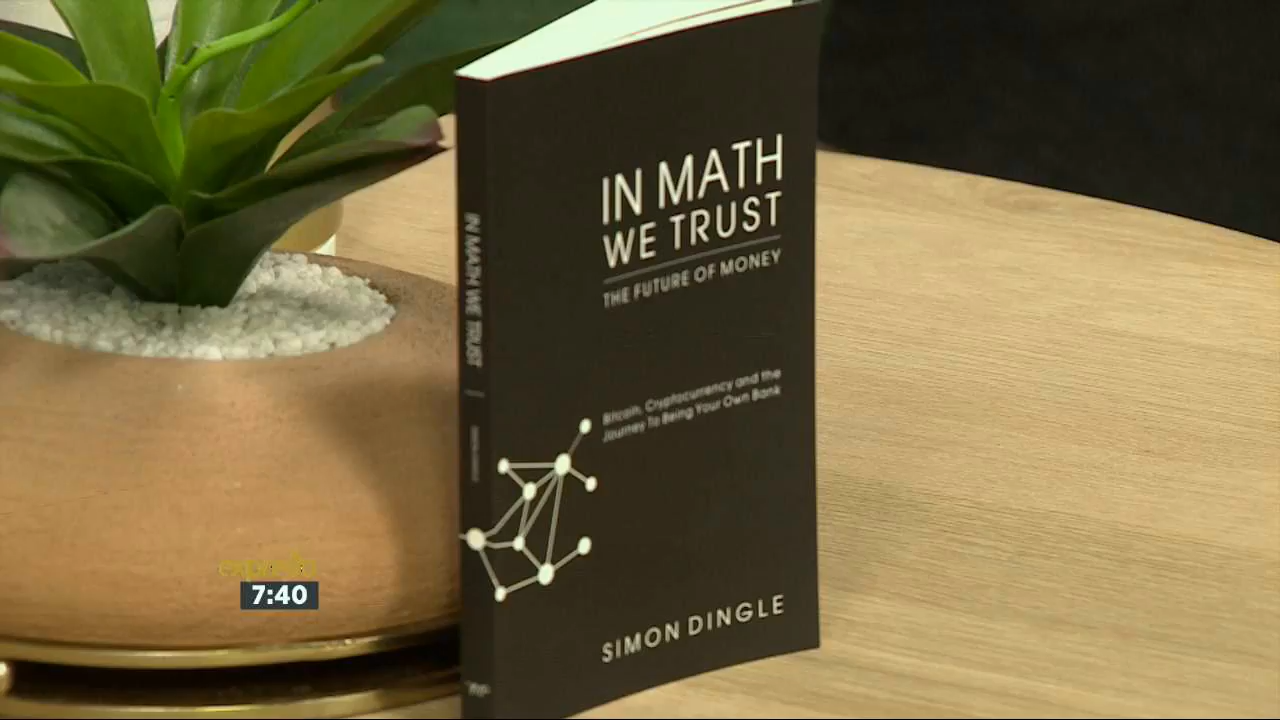 IN MATH
WE TRUST
THE FUTURE OF MONEY
Bitcoin, Cryptocurrency and the
Journey To Being Your Own Bank
SIMON DINGLE
IN MATH WE TRUST
expresso
7:40